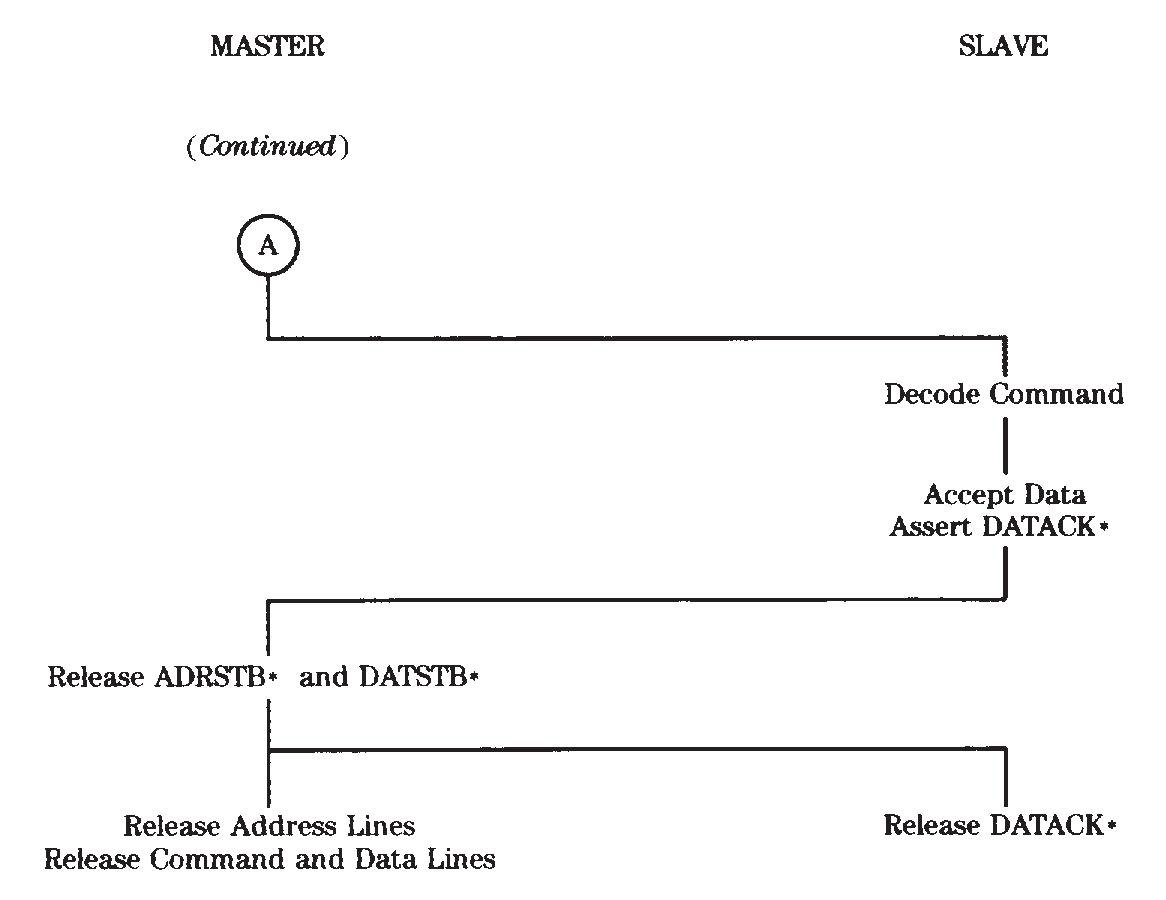 MASTER
SLAVE
(Continued)
A
Decode Command
Accept Data
Assert DATACK*
Release ADRSTB* and DATSTB*
Release Address Lines
Release Command and Data Lines
Release DATACK*